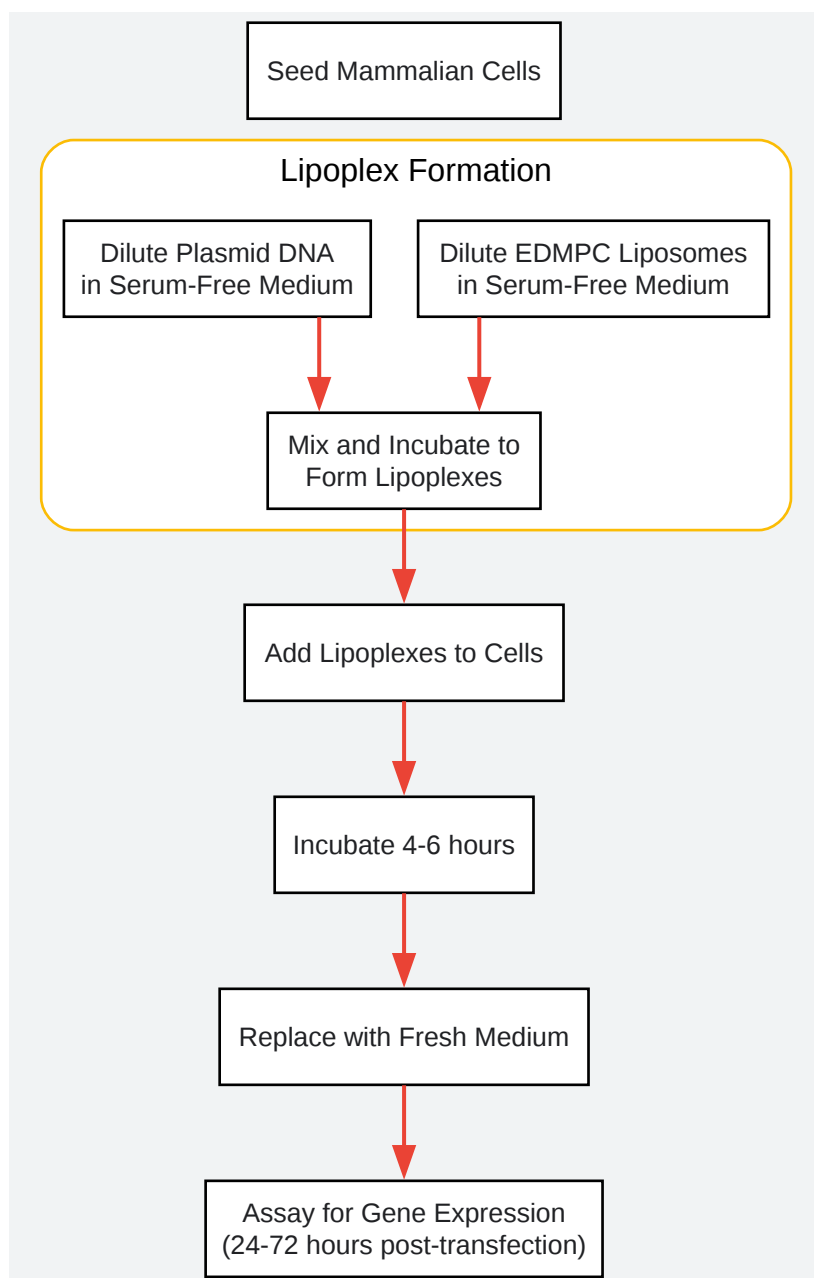 Seed Mammalian Cells
Lipoplex Formation
Dilute Plasmid DNA
in Serum-Free Medium
Dilute EDMPC Liposomes
in Serum-Free Medium
Mix and Incubate to
Form Lipoplexes
Add Lipoplexes to Cells
Incubate 4-6 hours
Replace with Fresh Medium
Assay for Gene Expression
(24-72 hours post-transfection)